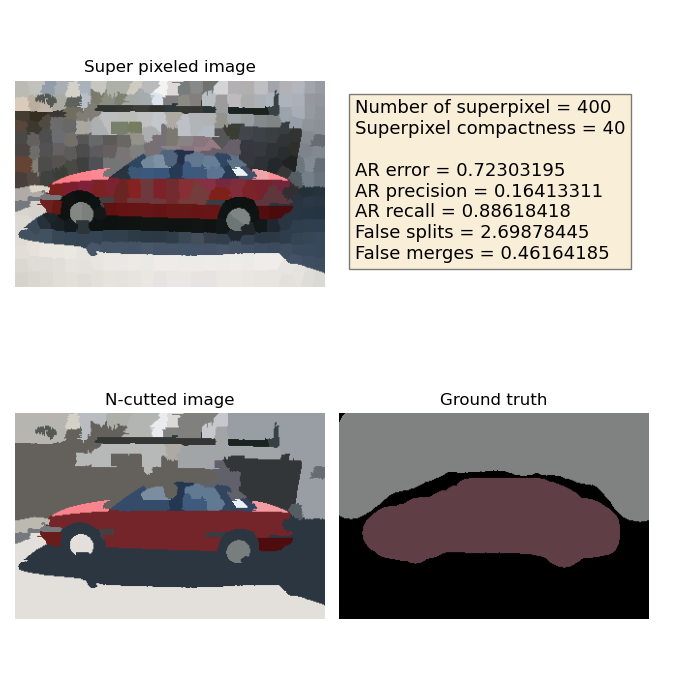 Super pixeled image
Number of superpixel = 400
Superpixel compactness = 40
AR error = 0.72303195
AR precision = 0.16413311
AR recall = 0.88618418
False splits = 2.69878445
False merges = 0.46164185
N-cutted image
Ground truth